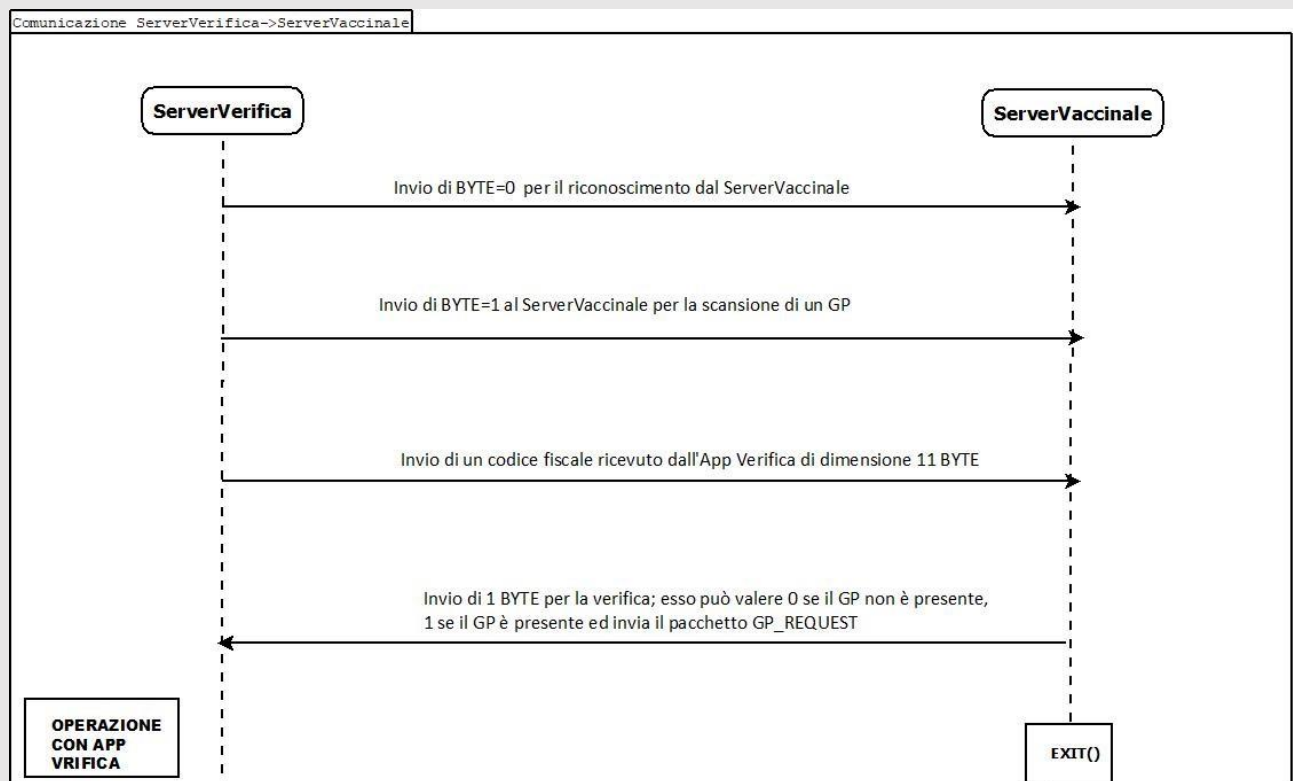 Comunicazione ServerVerifica->ServerVaccinale
ServerVerifica
ServerVaccinale
Invio di BYTE=0 per il riconoscimento dal ServerVaccinale
Invio di BYTE=1 al ServerVaccinale per la scansione di un GP
Invio di un codice fiscale ricevuto dall'App Verifica di dimensione 11 BYTE
Invio di 1 BYTE per la verifica; esso può valere 0 se il GP non è presente,
1 se il GP è presente ed invia il pacchetto GP_REQUEST
OPERAZIONE
CON APP
VRIFICA
EXIT()